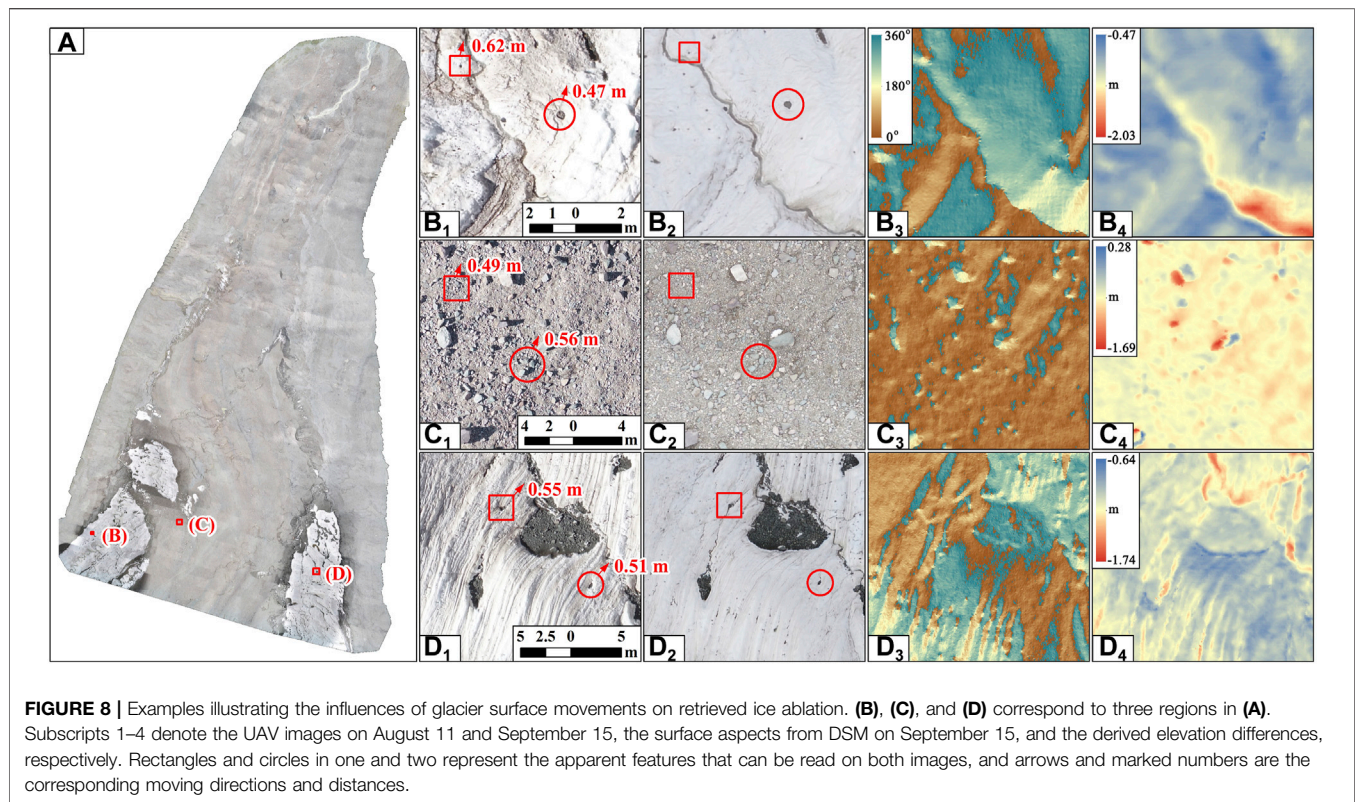 A
(B)
(C)
(D)
0.62 m
0.47 m
2 1 0 2
m
B1
B2
360°
180°
0°
B3
-0.47
m
-2.03
B4
0.49 m
0.56 m
4 2 0 4
m
C1
C2
C3
0.28
m
-1.69
C4
0.55 m
0.51 m
5 2.5 0 5
m
D1
D2
D3
-0.64
m
-1.74
D4
FIGURE 8 | Examples illustrating the influences of glacier surface movements on retrieved ice ablation. (B), (C), and (D) correspond to three regions in (A).
Subscripts 1–4 denote the UAV images on August 11 and September 15, the surface aspects from DSM on September 15, and the derived elevation differences,
respectively. Rectangles and circles in one and two represent the apparent features that can be read on both images, and arrows and marked numbers are the
corresponding moving directions and distances.